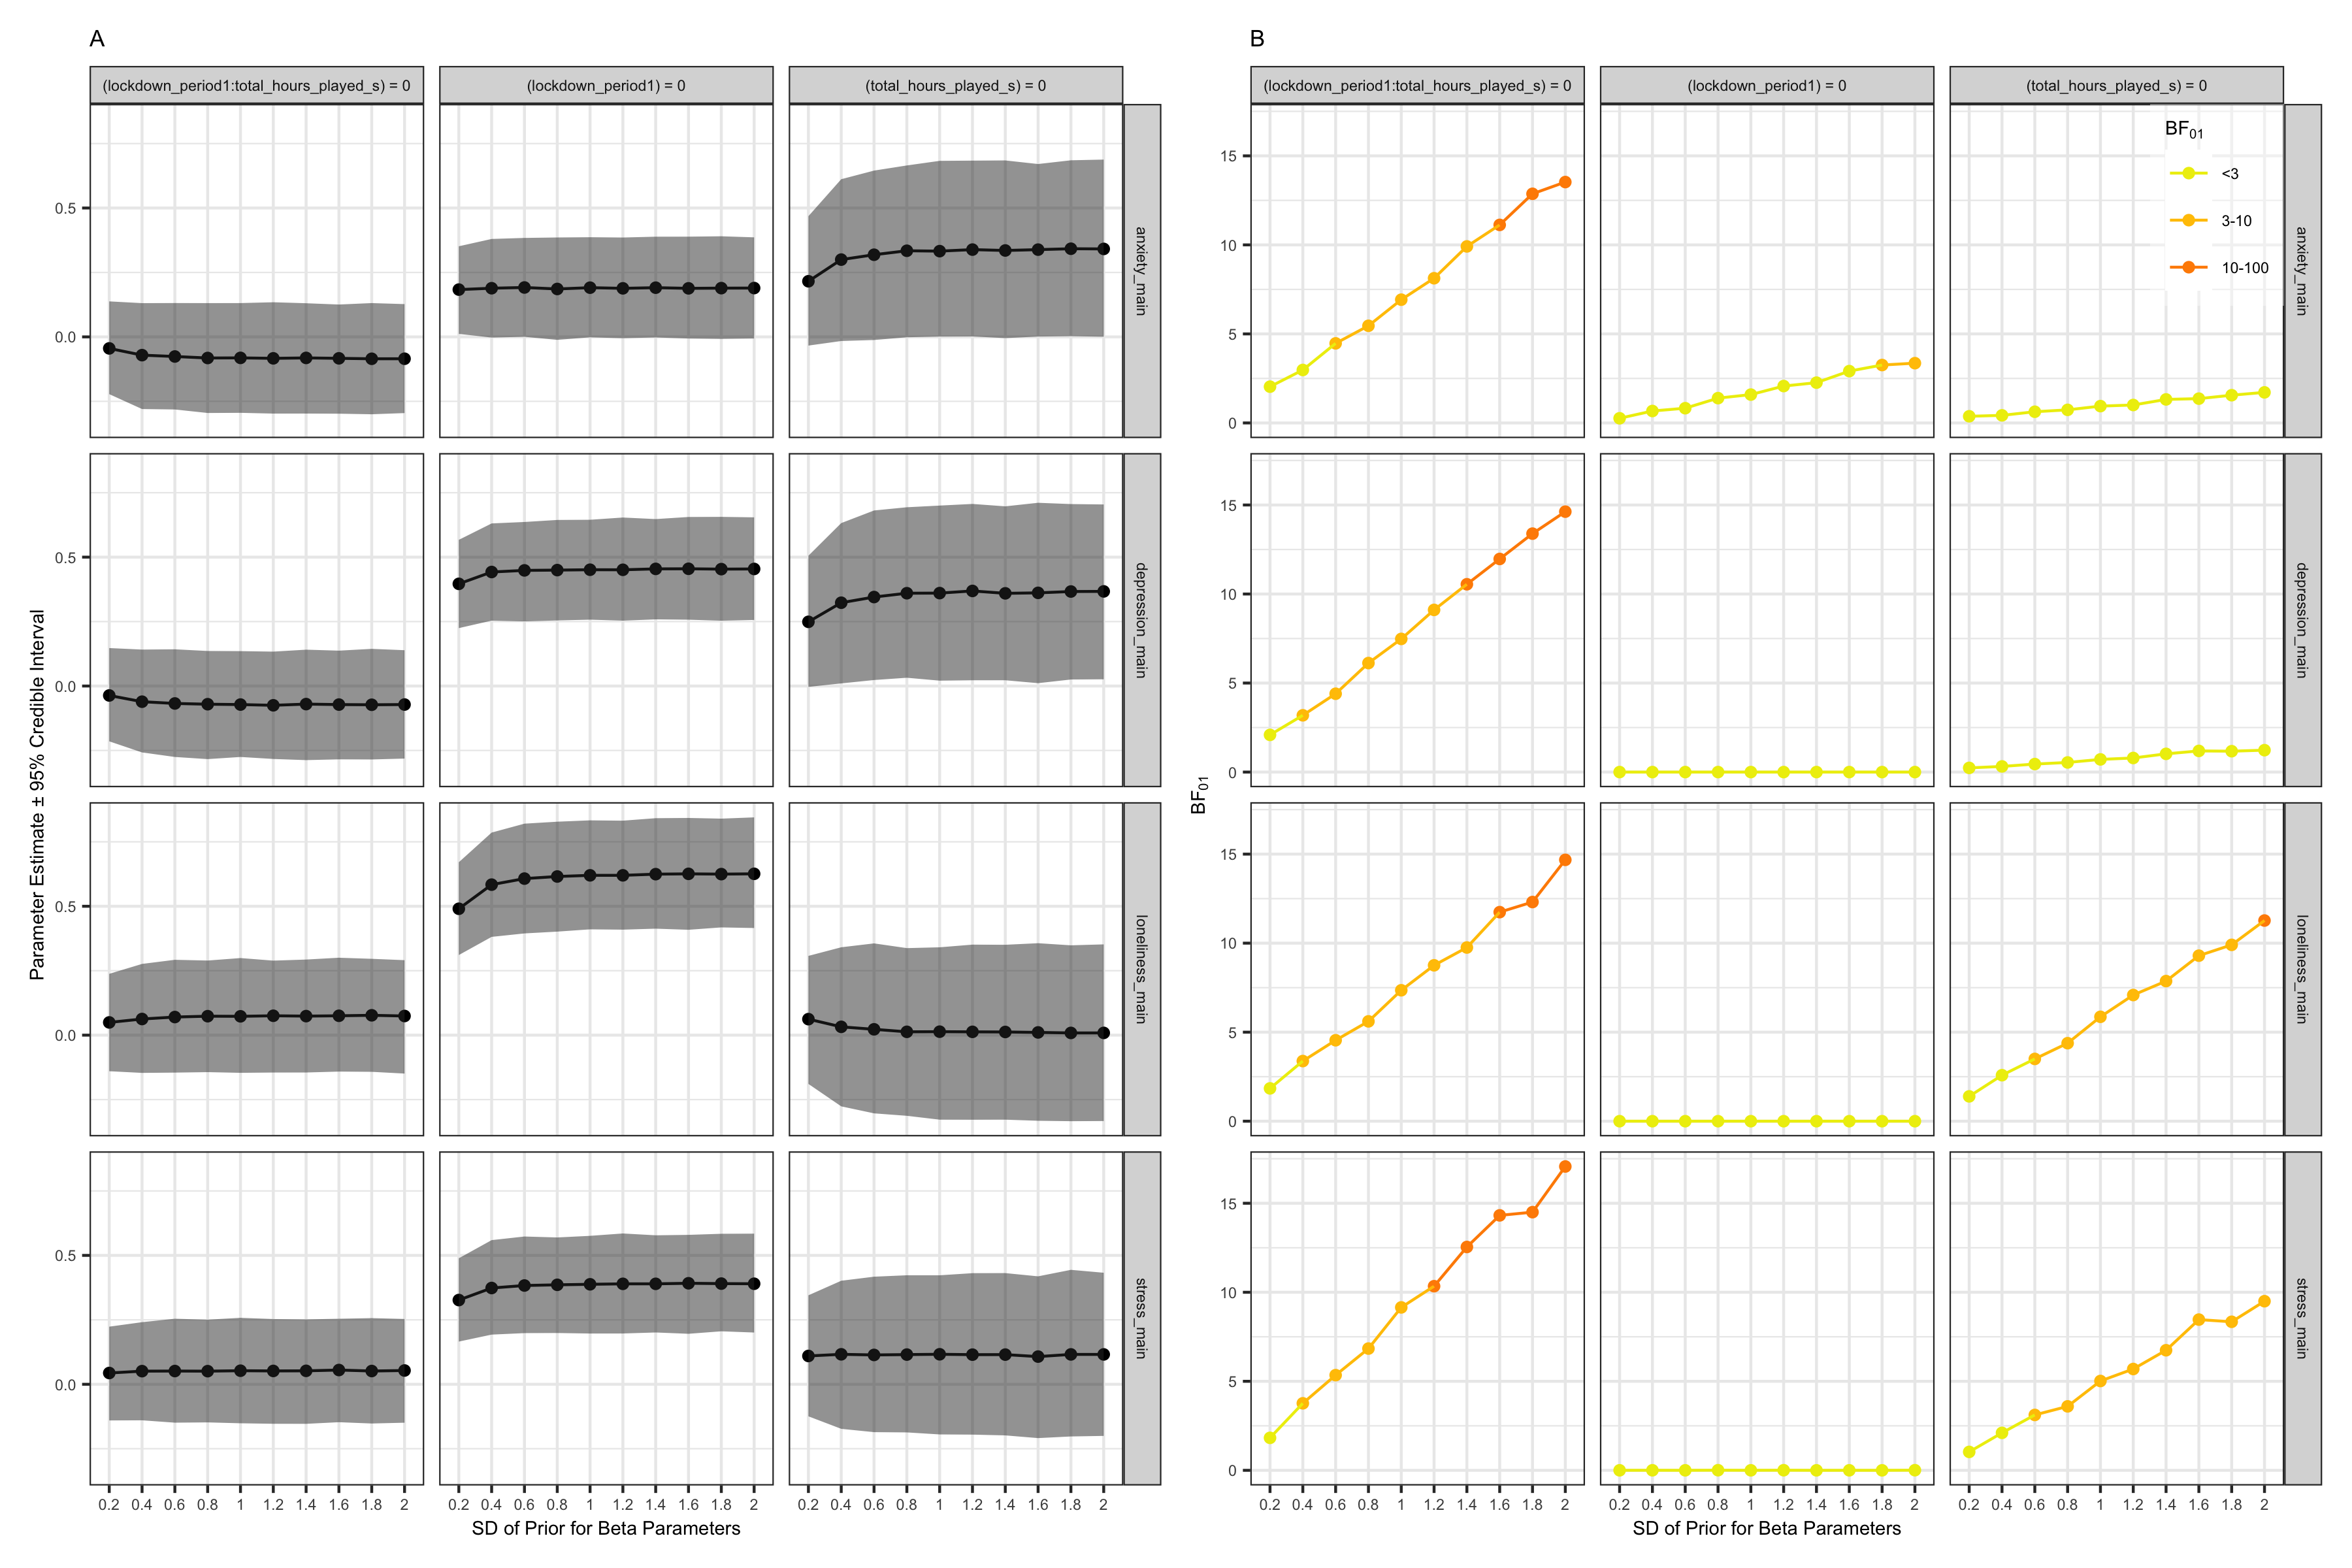 A
B
(lockdown_period1:total_hours_played_s) = 0
(lockdown_period1) = 0
(total_hours_played_s) = 0
(lockdown_period1:total_hours_played_s) = 0
(lockdown_period1) = 0
(total_hours_played_s) = 0
Parameter Estimate ± 95% Credible Interval
0.5
0.0
anxiety_main
0.5
0.0
depression_main
0.5
0.0
loneliness_main
0.5
0.0
stress_main
0.2 0.4 0.6 0.8 1 1.2 1.4 1.6 1.8 2
0.2 0.4 0.6 0.8 1 1.2 1.4 1.6 1.8 2
0.2 0.4 0.6 0.8 1 1.2 1.4 1.6 1.8 2
SD of Prior for Beta Parameters
BF01
15
10
5
0
BF01
<3
3-10
10-100
anxiety_main
15
10
5
0
depression_main
15
10
5
0
loneliness_main
15
10
5
0
stress_main
0.2 0.4 0.6 0.8 1 1.2 1.4 1.6 1.8 2
0.2 0.4 0.6 0.8 1 1.2 1.4 1.6 1.8 2
0.2 0.4 0.6 0.8 1 1.2 1.4 1.6 1.8 2
SD of Prior for Beta Parameters